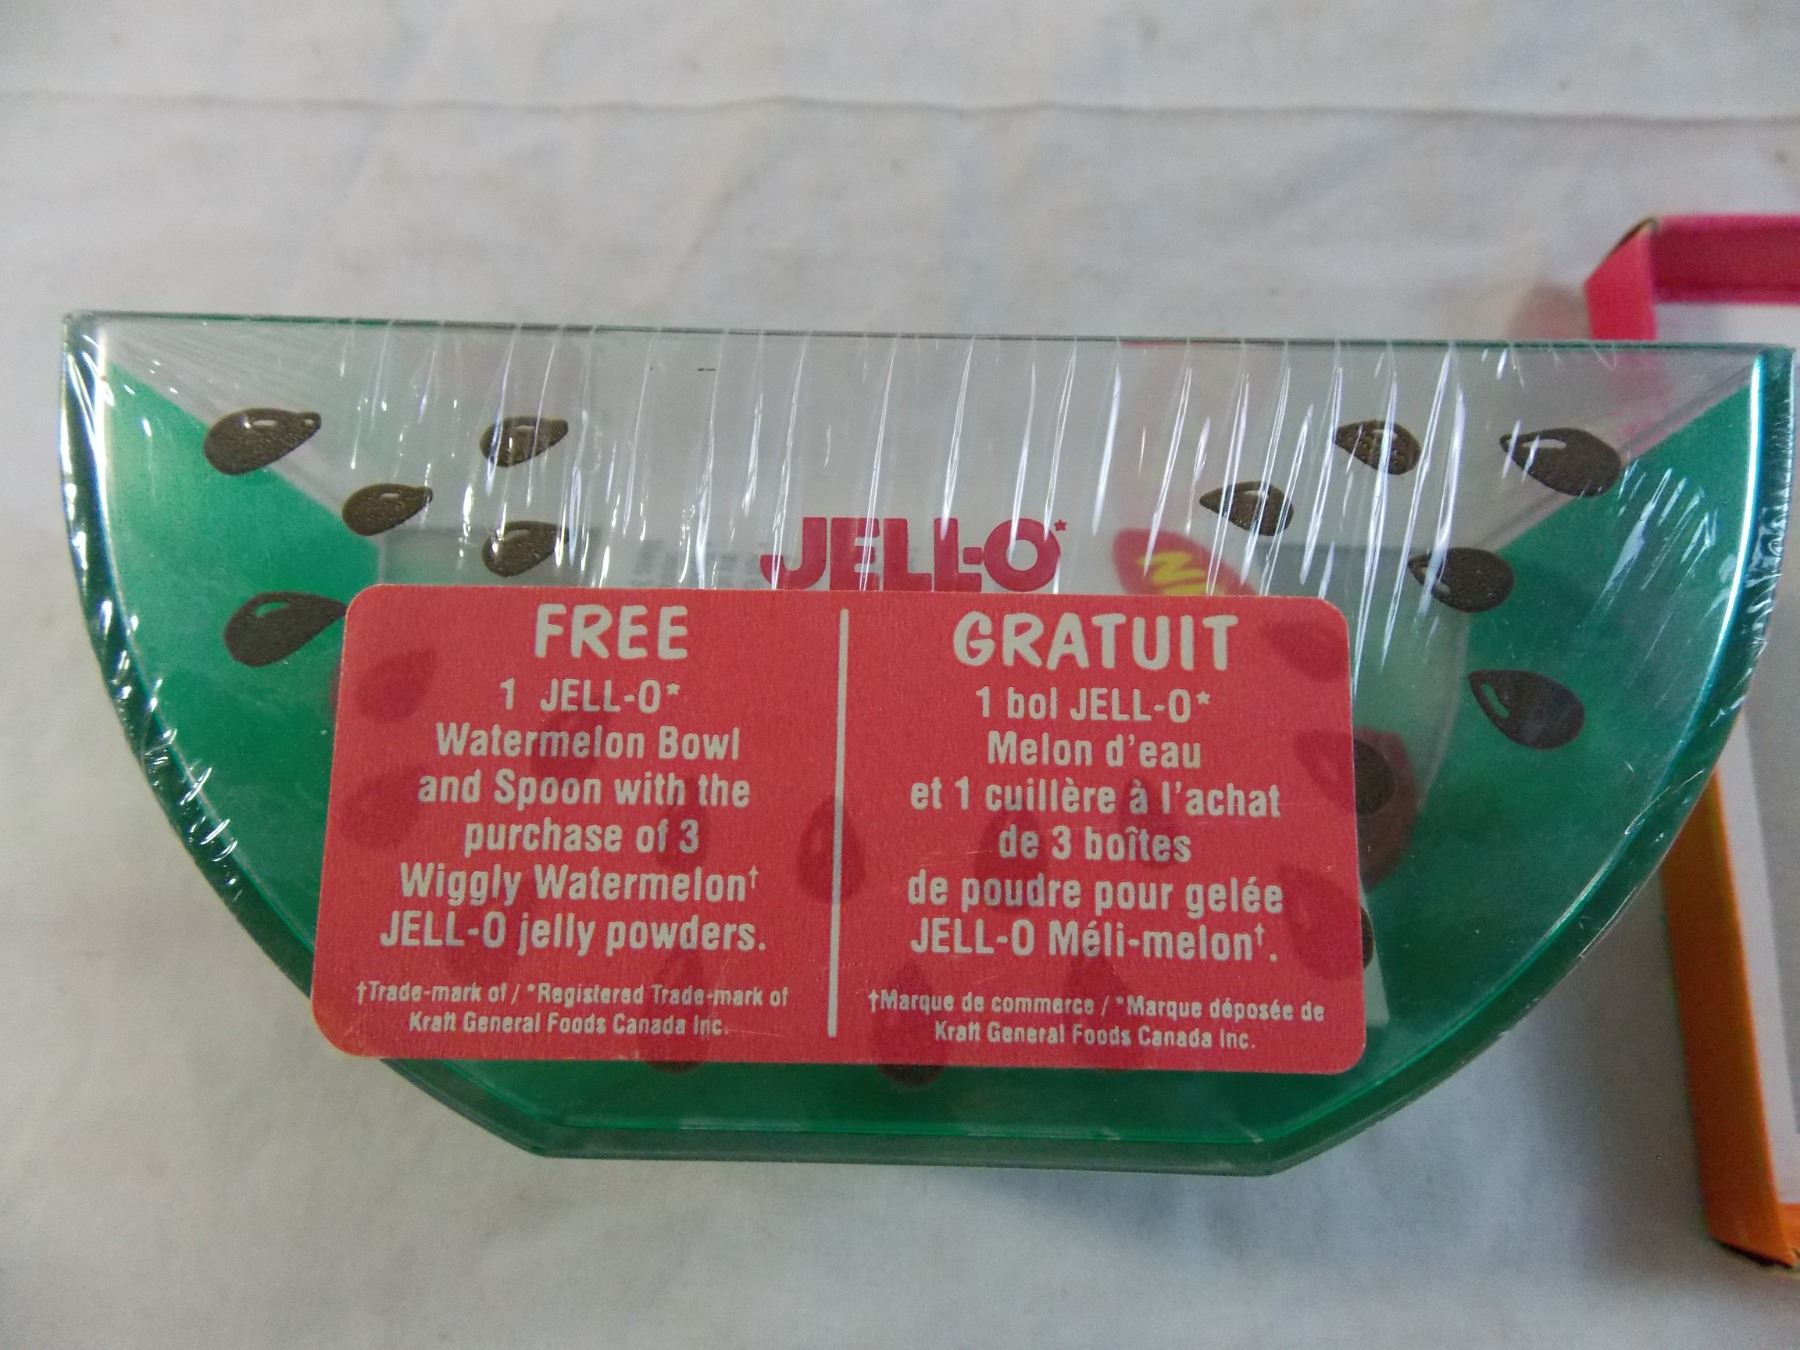 JELL-O*
FREE
1 JELL-O*
Watermelon Bowl
and Spoon with the
purchase of 3
Wiggly Watermelon†
JELL-O jelly powders.
†Trade-mark of / *Registered Trade-mark of
Kraft General Foods Canada Inc.
GRATUIT
1 bol JELL-O*
Melon d'eau
et 1 cuillère à l'achat
de 3 boîtes
de poudre pour gelée
JELL-O Méli-melon†.
†Marque de commerce / *Marque déposée de
Kraft General Foods Canada Inc.